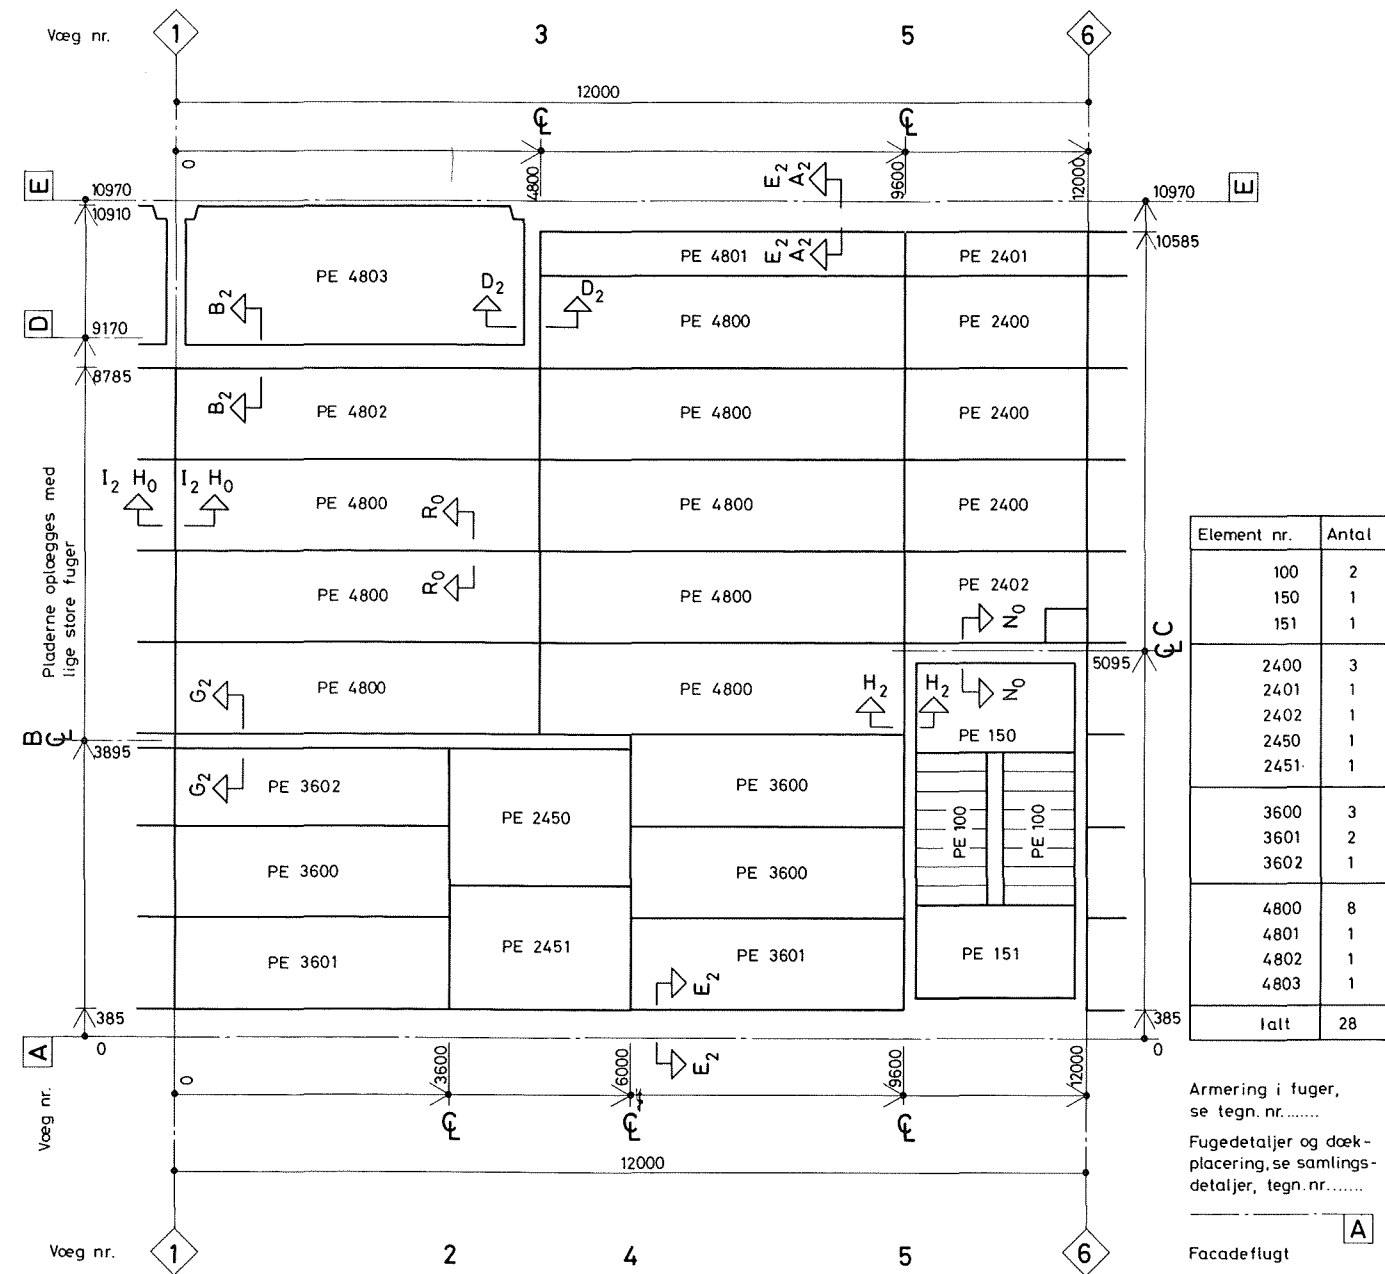 Væg nr.
1
3
5
6
12000
℄
℄
0
4800
9600
12000
E
10970
10910
E₂ A₂
10970
E
PE 4801
E₂ A₂
PE 2401
10585
PE 4803
B₂
D₂
D₂
PE 4800
PE 2400
D
9170
8785
PE 4802
B₂
PE 4800
PE 2400
I₂ H₀
I₂ H₀
PE 4800
R₀
PE 4800
PE 2400
Pladerne oplægges med
lige store fuger
PE 4800
R₀
PE 4800
PE 2402
N₀
C
℄
5095
PE 4800
G₂
PE 4800
H₂
H₂
N₀
PE 150
B
℄
3895
PE 3602
G₂
PE 2450
PE 3600
PE 100
PE 100
PE 3600
PE 3600
PE 3601
PE 2451
PE 3601
PE 151
E₂
385
385
A
0
0
E₂
Væg nr.
0
3600
6000
9600
12000
℄
℄
℄
12000
Væg nr.
1
2
4
5
6
Element nr. Antal
100 2
150 1
151 1
2400 3
2401 1
2402 1
2450 1
2451 1
3600 3
3601 2
3602 1
4800 8
4801 1
4802 1
4803 1
Ialt 28
Armering i fuger,
se tegn. nr.......
Fugedetaljer og dæk-
placering, se samlings-
detaljer, tegn. nr.......
A
Facadeflugt